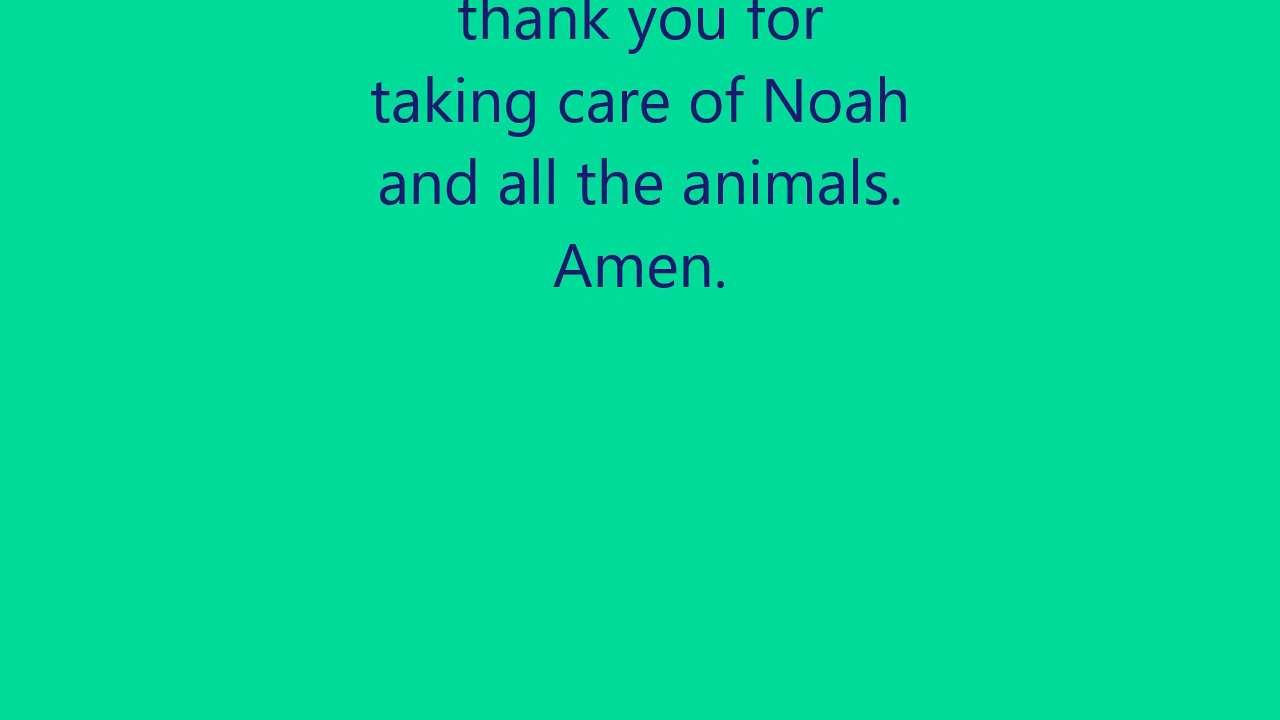 thank you for
taking care of Noah
and all the animals.
Amen.